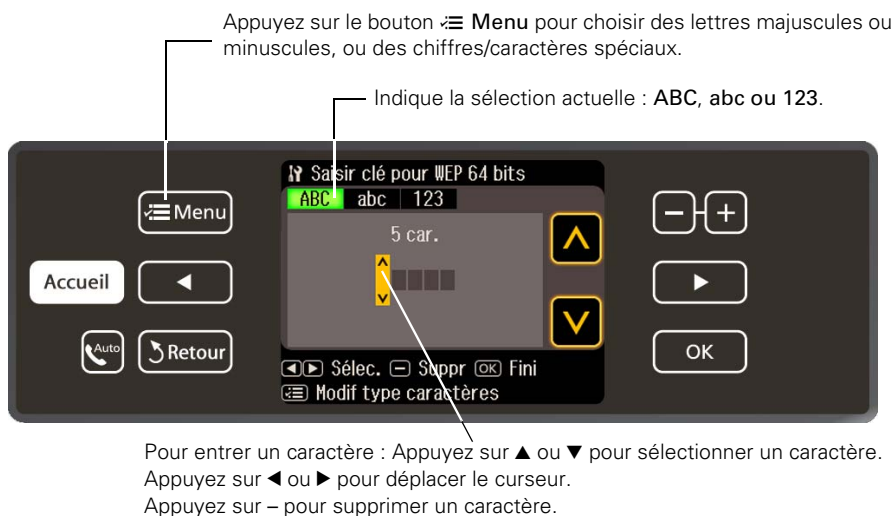 Appuyez sur le bouton Menu pour choisir des lettres majuscules ou
minuscules, ou des chiffres/caractères spéciaux.
Indique la sélection actuelle : ABC, abc ou 123.
Saisir clé pour WEP 64 bits
Menu
ABC abc 123
− +
5 car.
Accueil ◀ ▶
Auto Retour
OK
◀ ▶ Sélec. − Suppr OK Fini
Modif type caractères
Pour entrer un caractère : Appuyez sur ▲ ou ▼ pour sélectionner un caractère.
Appuyez sur ◀ ou ▶ pour déplacer le curseur.
Appuyez sur – pour supprimer un caractère.